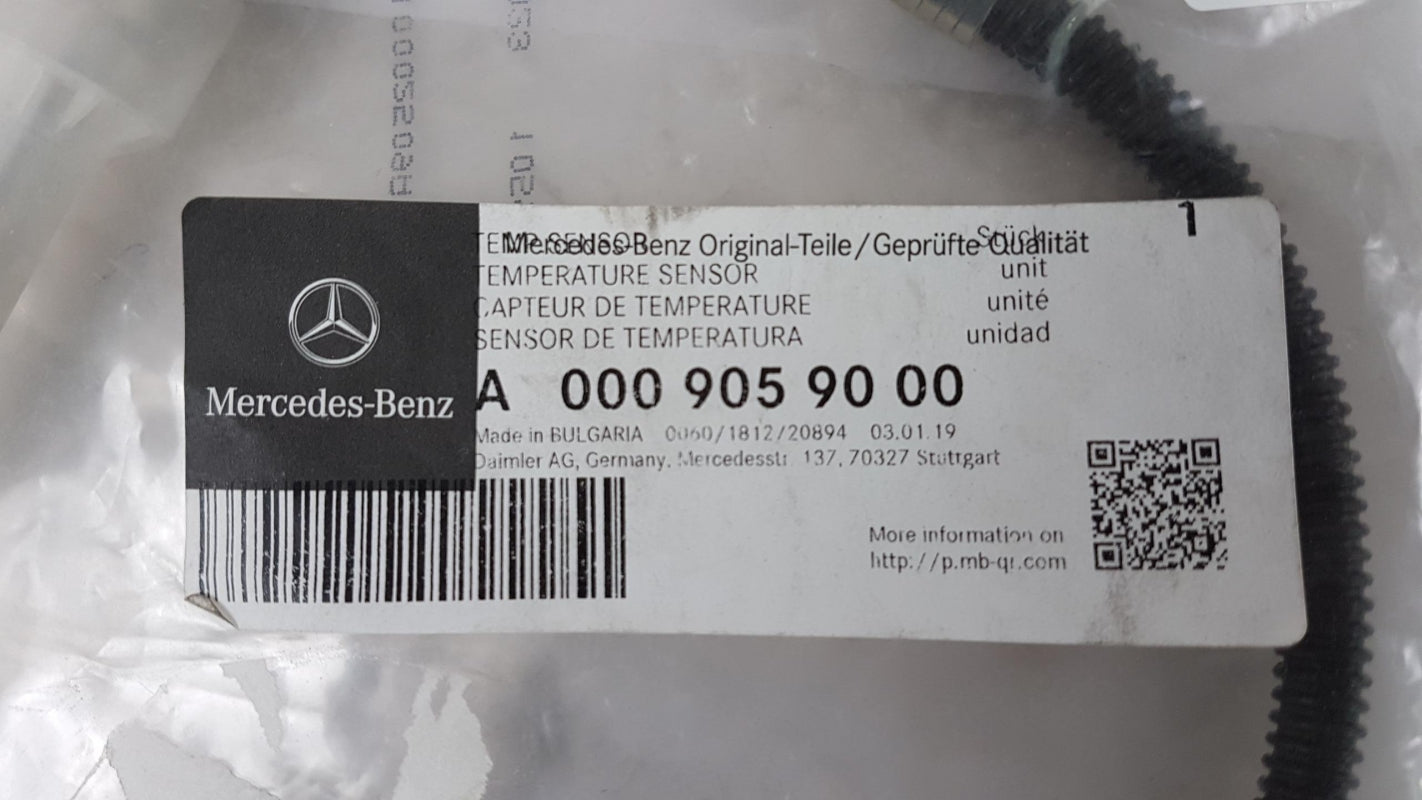 TEMP SENSOR Stück 1
Mercedes-Benz Original-Teile/Geprüfte Qualität
TEMPERATURE SENSOR unit
CAPTEUR DE TEMPERATURE unité
SENSOR DE TEMPERATURA unidad
A 000 905 90 00
Mercedes-Benz
Made in BULGARIA 0060/1812/20894 03.01.19
Daimler AG, Germany, Mercedesstr. 137, 70327 Stuttgart
More information on
http://p.mb-qr.com